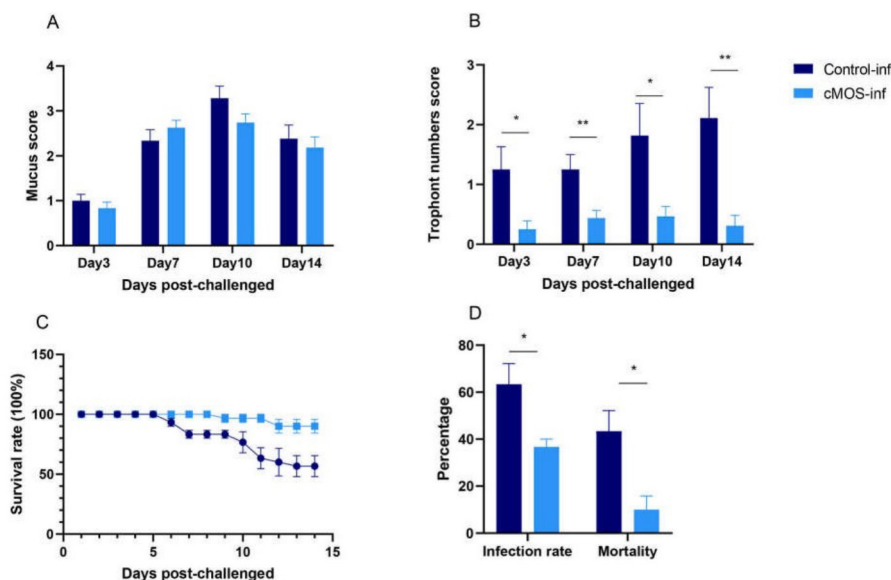 A
Mucus score
4
3
2
1
0
Day3 Day7 Day10 Day14
Days post-challenged
B
Trophont numbers score
3
2
1
0
* ** * **
Day3 Day7 Day10 Day14
Days post-challenged
Control-inf
cMOS-inf
C
Survival rate (100%)
150
100
50
0
0 5 10 15
Days post-challenged
D
Percentage
80
60
40
20
0
* *
Infection rate Mortality